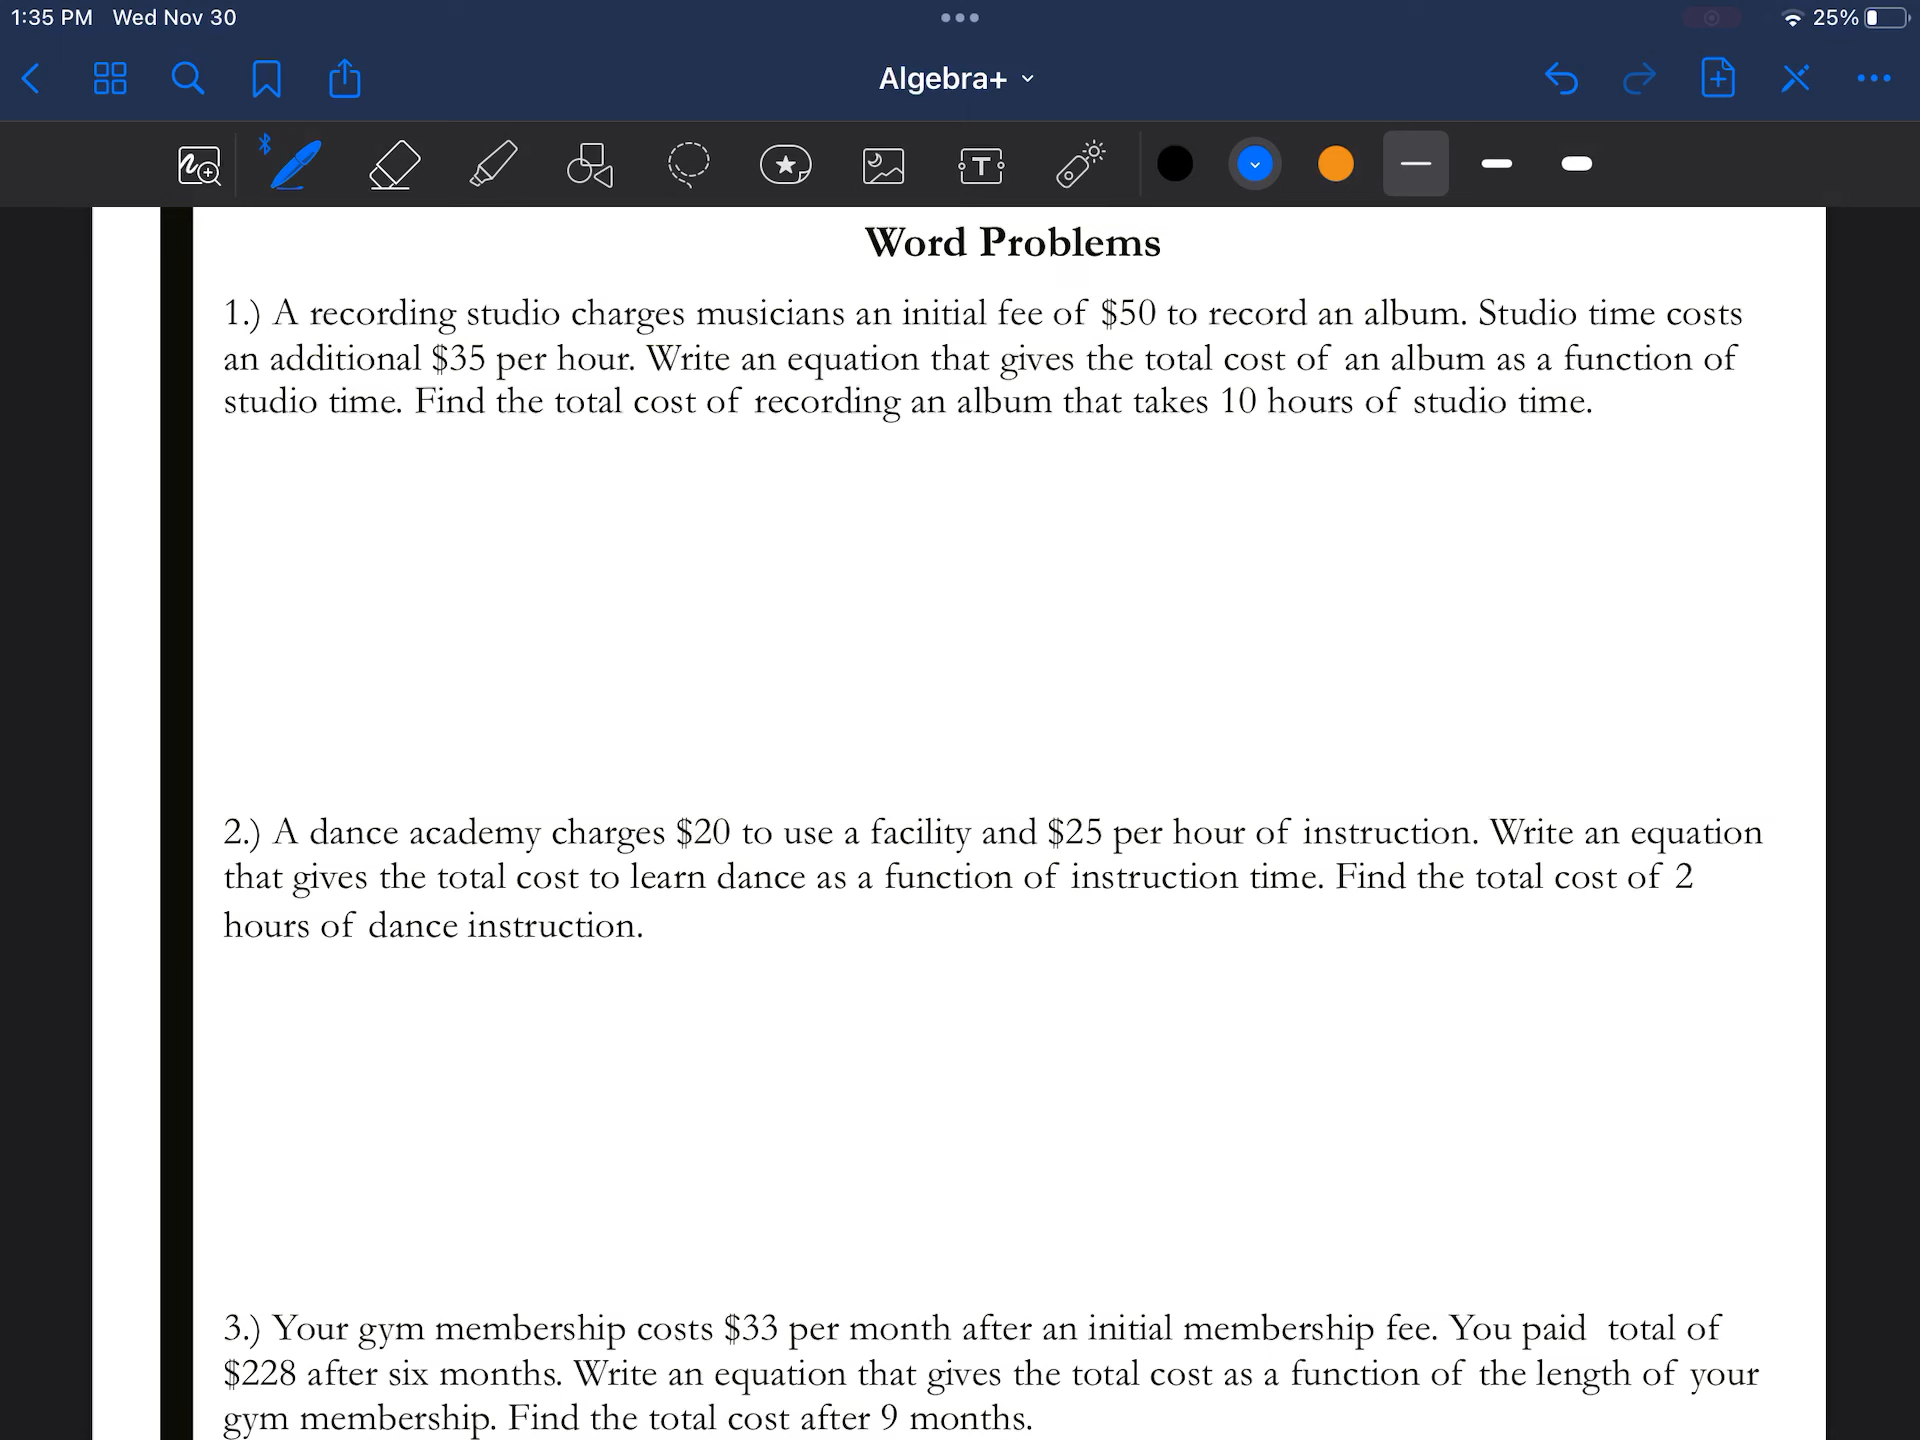 1:35 PM Wed Nov 30
25%
Algebra+
T
Word Problems
1.) A recording studio charges musicians an initial fee of $50 to record an album. Studio time costs
an additional $35 per hour. Write an equation that gives the total cost of an album as a function of
studio time. Find the total cost of recording an album that takes 10 hours of studio time.
2.) A dance academy charges $20 to use a facility and $25 per hour of instruction. Write an equation
that gives the total cost to learn dance as a function of instruction time. Find the total cost of 2
hours of dance instruction.
3.) Your gym membership costs $33 per month after an initial membership fee. You paid total of
$228 after six months. Write an equation that gives the total cost as a function of the length of your
gym membership. Find the total cost after 9 months.